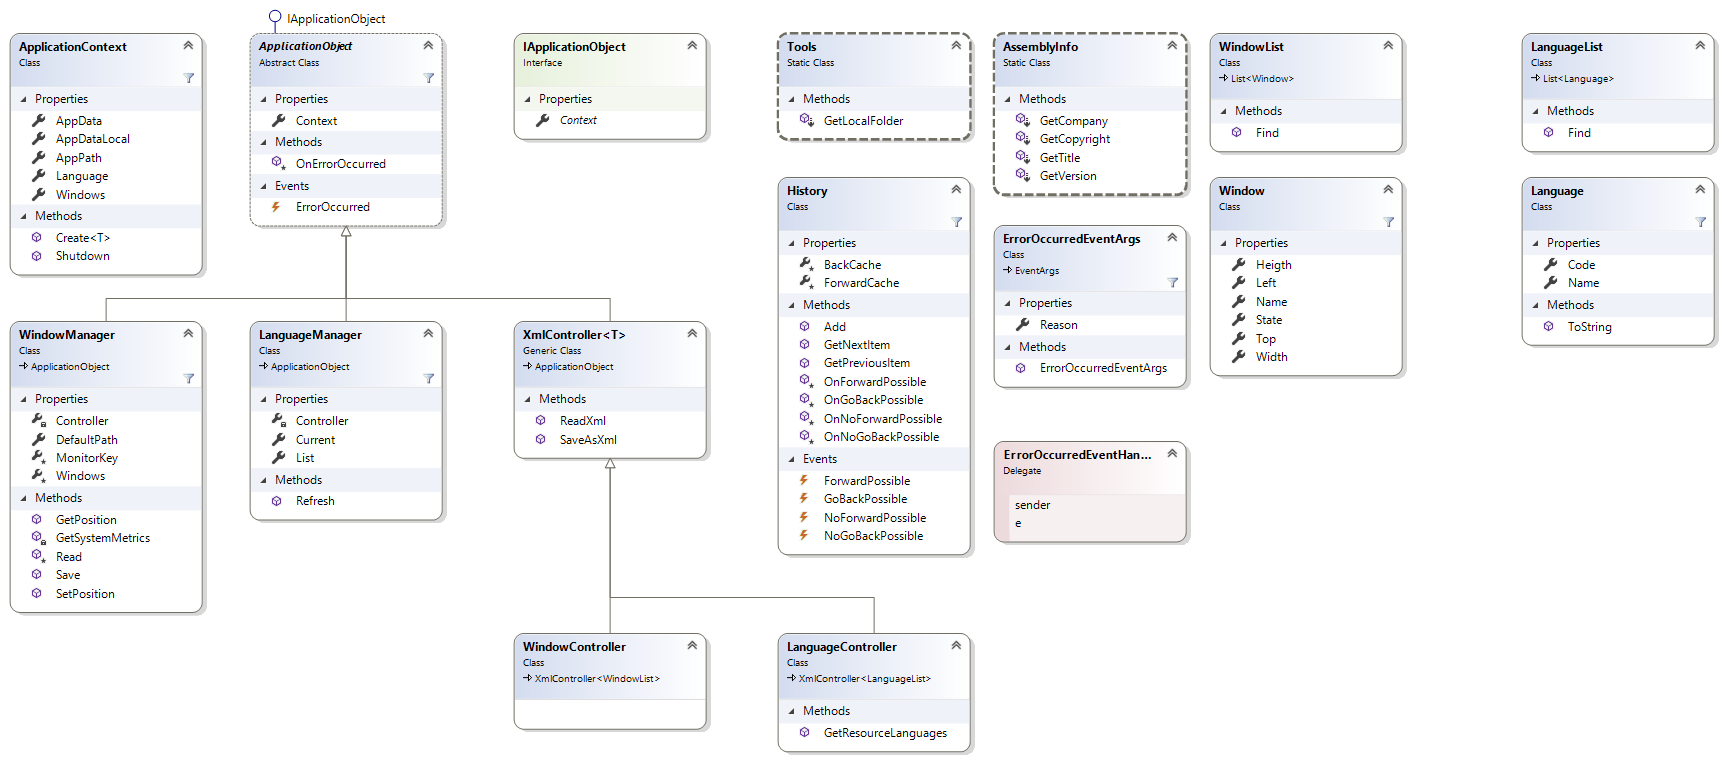 IApplicationObject
ApplicationContext
Class
Properties
AppData
AppDataLocal
AppPath
Language
Windows
Methods
Create<T>
Shutdown
ApplicationObject
Abstract Class
Properties
Context
Methods
OnErrorOccurred
Events
ErrorOccurred
IApplicationObject
Interface
Properties
Context
Tools
Static Class
Methods
GetLocalFolder
AssemblyInfo
Static Class
Methods
GetCompany
GetCopyright
GetTitle
GetVersion
WindowList
Class
List<Window>
Methods
Find
LanguageList
Class
List<Language>
Methods
Find
History
Class
Properties
BackCache
ForwardCache
Methods
Add
GetNextItem
GetPreviousItem
OnForwardPossible
OnGoBackPossible
OnNoForwardPossible
OnNoGoBackPossible
Events
ForwardPossible
GoBackPossible
NoForwardPossible
NoGoBackPossible
ErrorOccurredEventArgs
Class
EventArgs
Properties
Reason
Methods
ErrorOccurredEventArgs
Window
Class
Properties
Heigth
Left
Name
State
Top
Width
Language
Class
Properties
Code
Name
Methods
ToString
WindowManager
Class
ApplicationObject
Properties
Controller
DefaultPath
MonitorKey
Windows
Methods
GetPosition
GetSystemMetrics
Read
Save
SetPosition
LanguageManager
Class
ApplicationObject
Properties
Controller
Current
List
Methods
Refresh
XmlController<T>
Generic Class
ApplicationObject
Methods
ReadXml
SaveAsXml
ErrorOccurredEventHan...
Delegate
sender
e
WindowController
Class
XmlController<WindowList>
LanguageController
Class
XmlController<LanguageList>
Methods
GetResourceLanguages